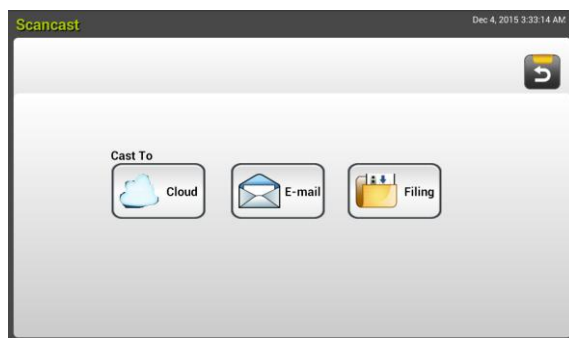 Scancast
Dec 4, 2015 3:33:14 AM
Cast To
Cloud
E-mail
Filing